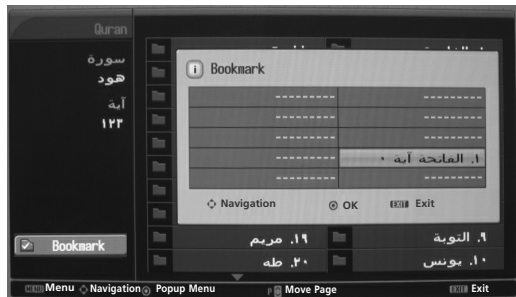 Quran
سورة
هود
آية
١٢٣
Bookmark
Bookmark
--------- ---------
--------- ---------
--------- ---------
--------- ١. الفاتحة آية ٠
--------- ---------
Navigation OK EXIT Exit
١٩. مريم ٩. التوبة
٢٠. طه ١٠. يونس
MENU Menu Navigation Popup Menu P Move Page EXIT Exit